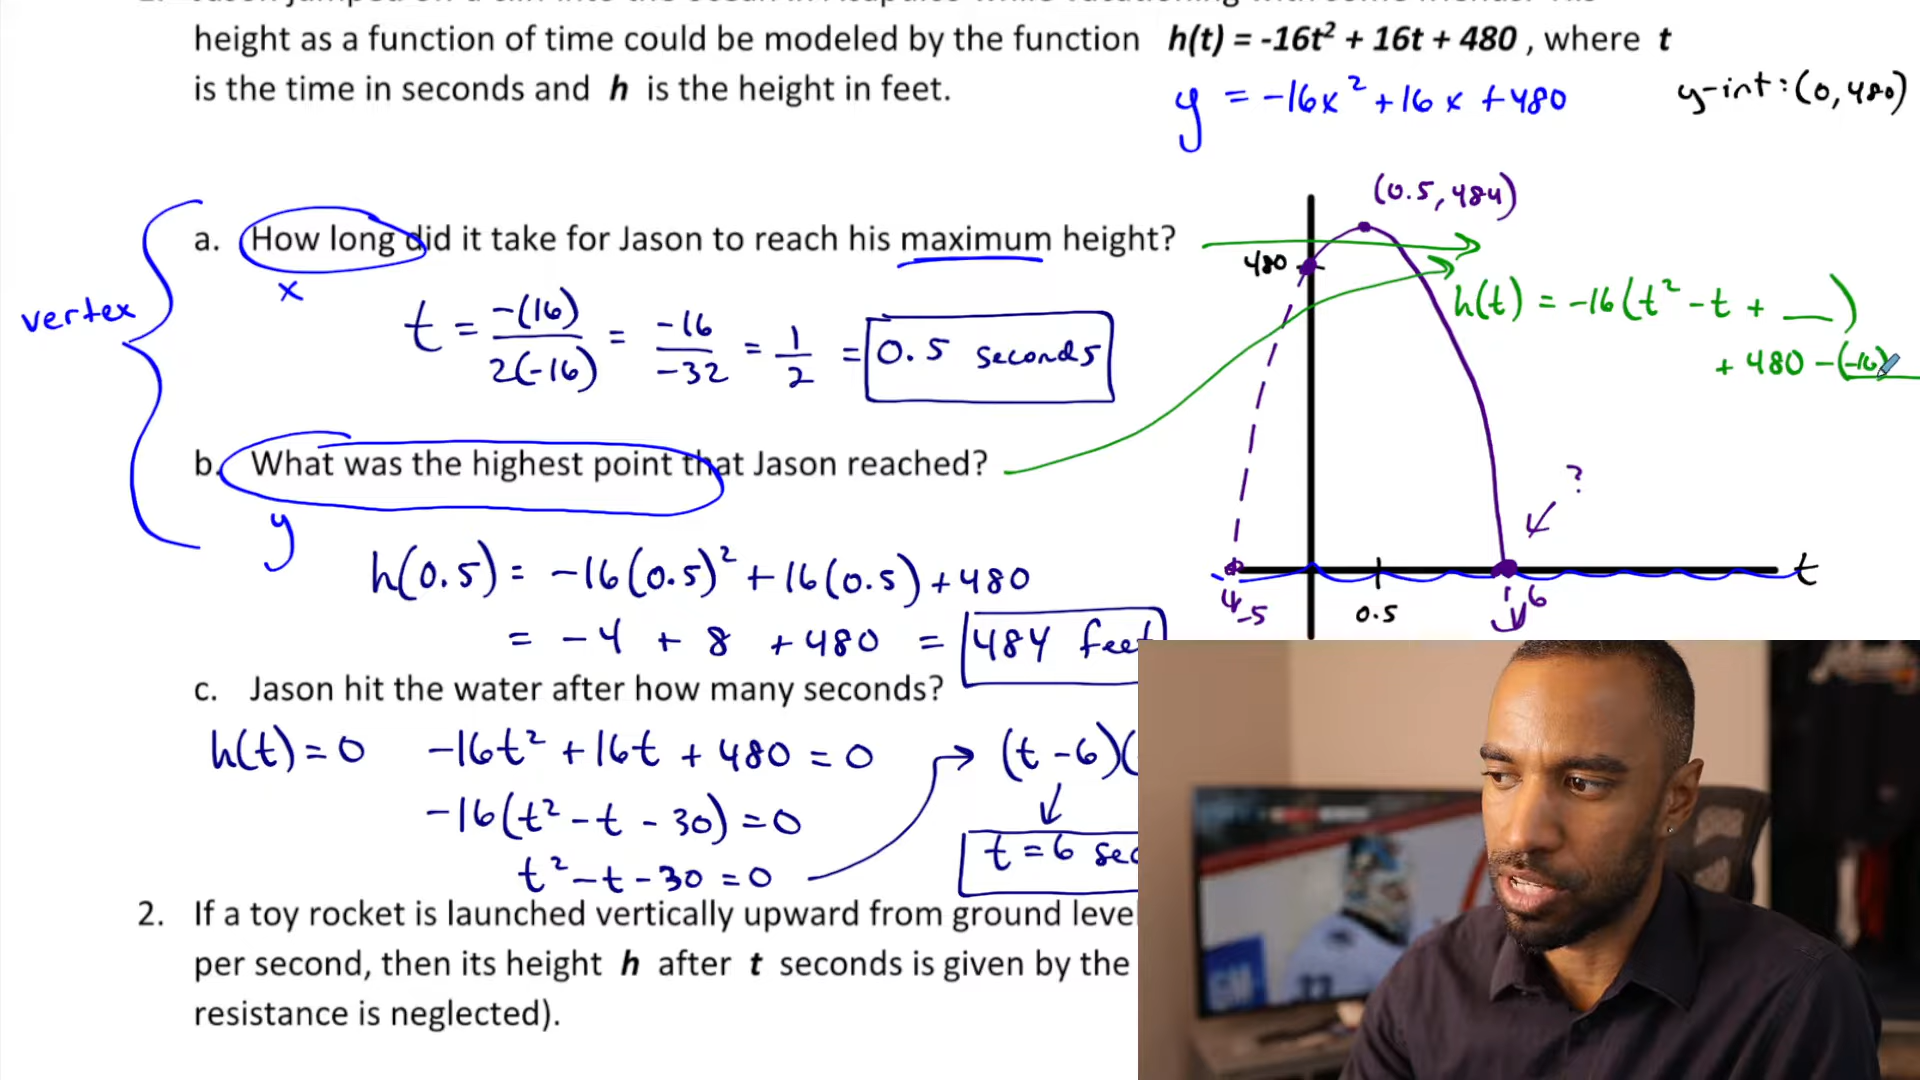 height as a function of time could be modeled by the function h(t) = -16t² + 16t + 480 , where t
is the time in seconds and h is the height in feet.
y = -16x² + 16x + 480
y-int: (0, 480)
vertex
a. How long did it take for Jason to reach his maximum height?
x
t = -(16)/2(-16) = -16/-32 = 1/2 = 0.5 seconds
(0.5, 484)
480
h(t) = -16(t² - t + __)
+ 480 - (-16)
b. What was the highest point that Jason reached?
y
h(0.5) = -16(0.5)² + 16(0.5) + 480
= -4 + 8 + 480 = 484 feet
?
t
-5
0.5
6
c. Jason hit the water after how many seconds?
h(t) = 0 -16t² + 16t + 480 = 0
-16(t² - t - 30) = 0
t² - t - 30 = 0
(t - 6)(
t = 6 sec
2. If a toy rocket is launched vertically upward from ground level
per second, then its height h after t seconds is given by the
resistance is neglected).
GM